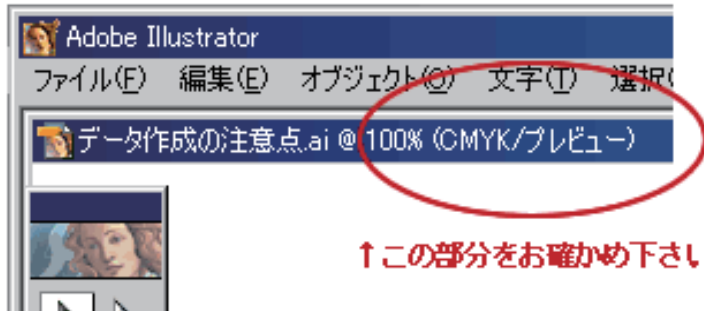 Adobe Illustrator
ファイル(F) 編集(E) オブジェクト(O) 文字(T) 選択(
データ作成の注意点.ai @ 100% (CMYK/プレビュー)
↑この部分をお確かめ下さい